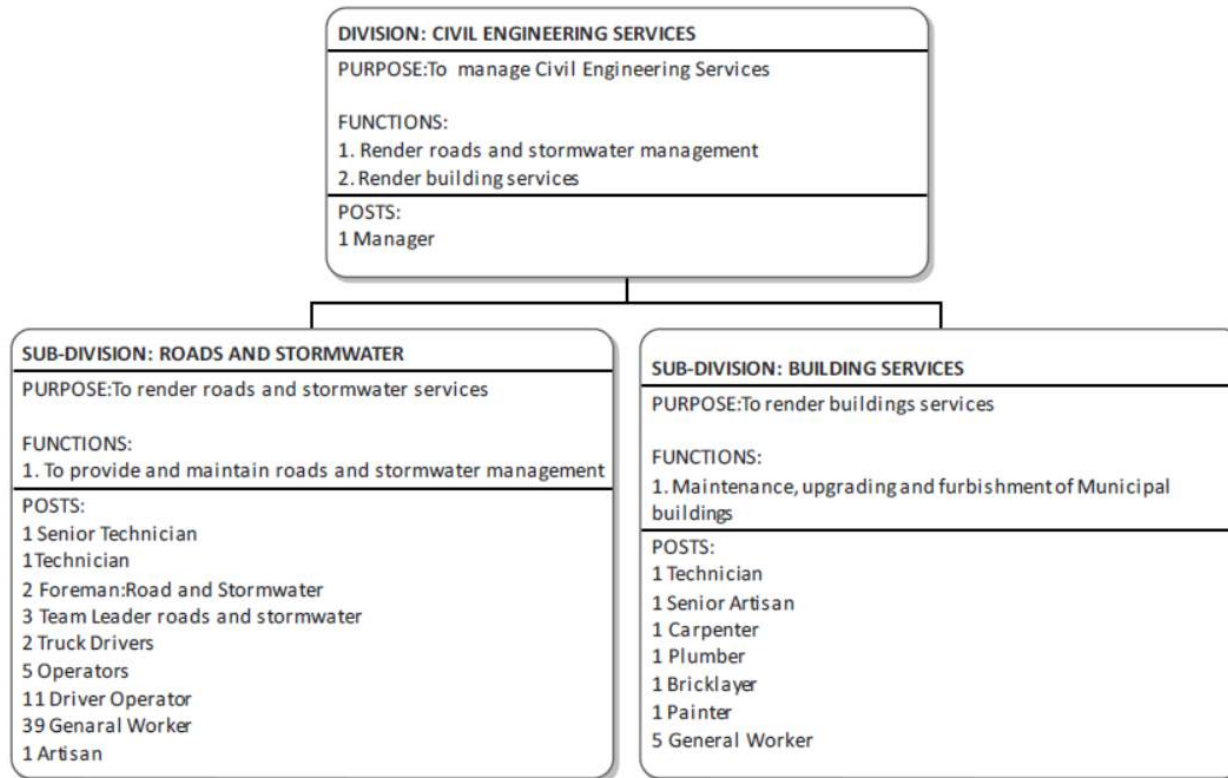 DIVISION: CIVIL ENGINEERING SERVICES
PURPOSE:To manage Civil Engineering Services
FUNCTIONS:
1. Render roads and stormwater management
2. Render building services
POSTS:
1 Manager
SUB-DIVISION: ROADS AND STORMWATER
PURPOSE:To render roads and stormwater services
FUNCTIONS:
1. To provide and maintain roads and stormwater management
POSTS:
1 Senior Technician
1Technician
2 Foreman:Road and Stormwater
3 Team Leader roads and stormwater
2 Truck Drivers
5 Operators
11 Driver Operator
39 Genaral Worker
1 Artisan
SUB-DIVISION: BUILDING SERVICES
PURPOSE:To render buildings services
FUNCTIONS:
1. Maintenance, upgrading and furbishment of Municipal
buildings
POSTS:
1 Technician
1 Senior Artisan
1 Carpenter
1 Plumber
1 Bricklayer
1 Painter
5 General Worker